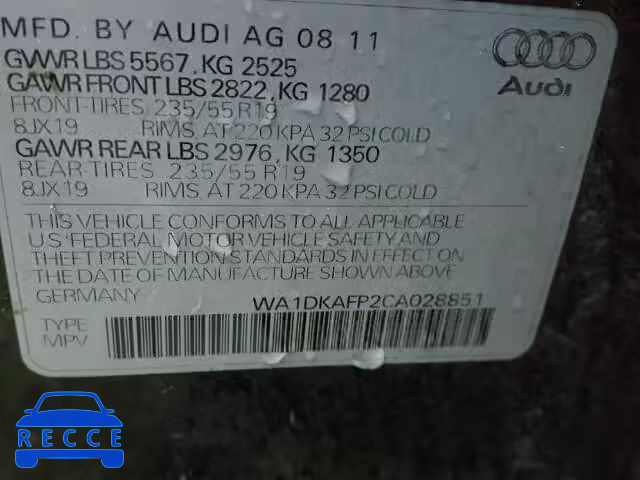 MFD. BY AUDI AG 08 11
GVWR LBS 5567, KG 2525
GAWR FRONT LBS 2822, KG 1280
FRONT-TIRES 235/55 R19
8JX19 RIMS AT 220 KPA 32 PSI COLD
GAWR REAR LBS 2976, KG 1350
REAR TIRES 235/55 R19
8JX19 RIMS AT 220 KPA 32 PSI COLD
Audi
THIS VEHICLE CONFORMS TO ALL APPLICABLE
U.S. FEDERAL MOTOR VEHICLE SAFETY AND
THEFT PREVENTION STANDARDS IN EFFECT ON
THE DATE OF MANUFACTURE SHOWN ABOVE
GERMANY WA1DKAFP2CA028851
TYPE
MPV
RECCE